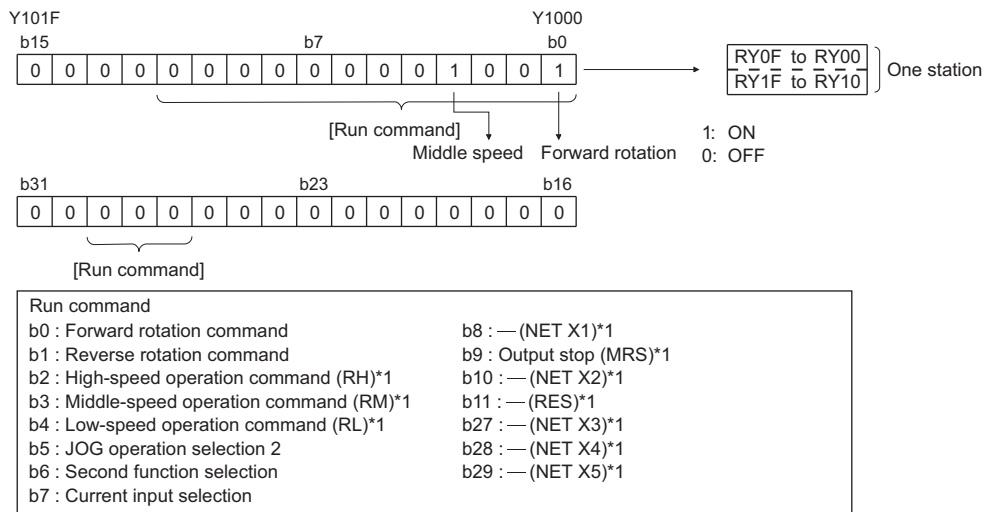 Y101F Y1000
b15 b7 b0
0 0 0 0 0 0 0 0 0 0 0 0 1 0 0 1
RY0F to RY00
RY1F to RY10
One station
[Run command]
Middle speed Forward rotation
1: ON
0: OFF
b31 b23 b16
0 0 0 0 0 0 0 0 0 0 0 0 0 0 0 0
[Run command]
Run command
b0 : Forward rotation command
b1 : Reverse rotation command
b2 : High-speed operation command (RH)*1
b3 : Middle-speed operation command (RM)*1
b4 : Low-speed operation command (RL)*1
b5 : JOG operation selection 2
b6 : Second function selection
b7 : Current input selection
b8 : — (NET X1)*1
b9 : Output stop (MRS)*1
b10 : — (NET X2)*1
b11 : — (RES)*1
b27 : — (NET X3)*1
b28 : — (NET X4)*1
b29 : — (NET X5)*1